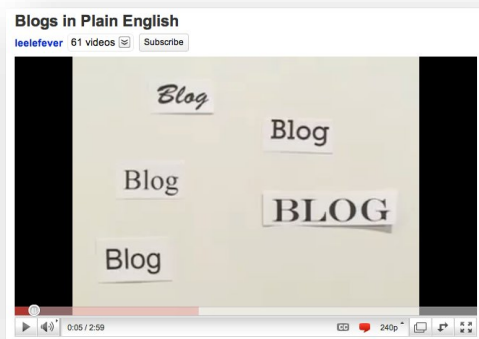 Blogs in Plain English
leelefever 61 videos Subscribe
Blog
Blog
Blog
BLOG
Blog
0:05 / 2:59 CC 240p